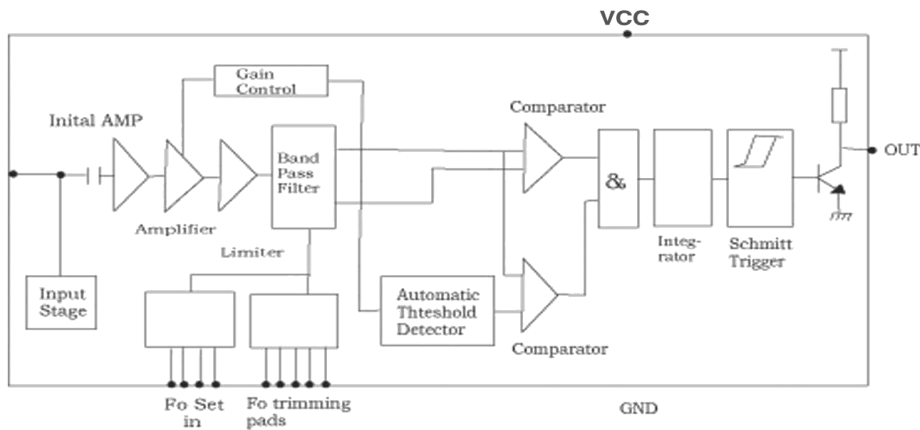 VCC
Gain
Control
Inital AMP
Comparator
Band
Pass
Filter
&
OUT
Amplifier
Limiter
Integ-
rator
Schmitt
Trigger
Input
Stage
Automatic
Thteshold
Detector
Comparator
Fo Set
in
Fo trimming
pads
GND